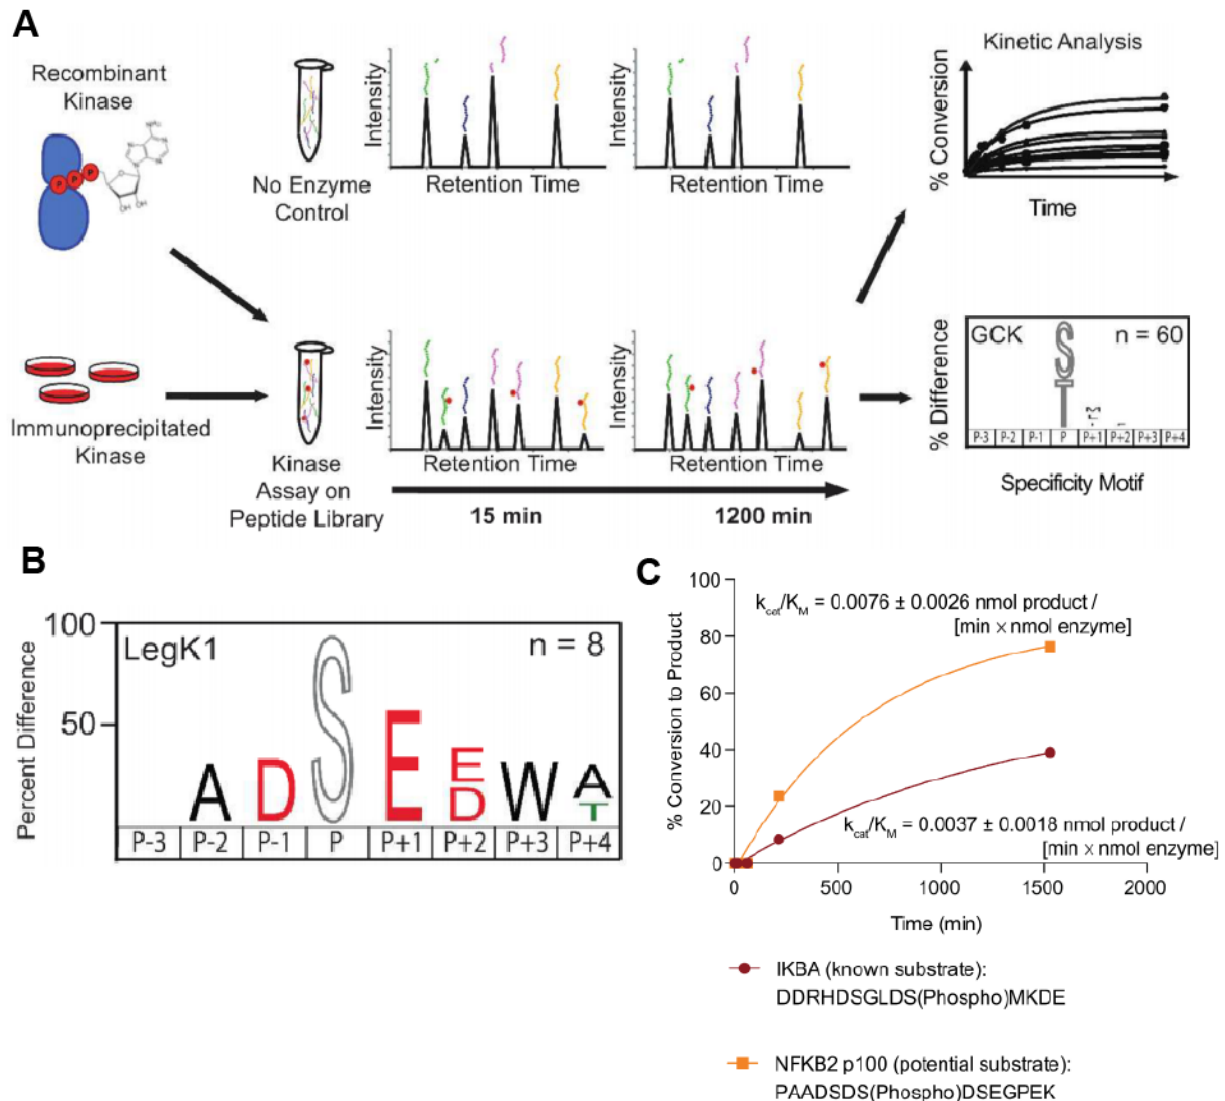 A
Recombinant
Kinase
No Enzyme
Control
Intensity
Retention Time
Intensity
Retention Time
Kinetic Analysis
% Conversion
Time
P P P
NH₂
N
N
N
N
O
OH OH
Immunoprecipitated
Kinase
Kinase
Assay on
Peptide Library
Intensity
Retention Time
Intensity
Retention Time
15 min
1200 min
% Difference
GCK
n = 60
S
T
P-3 P-2 P-1 P P+1 P+2 P+3 P+4
Specificity Motif
B
Percent Difference
100
50
LegK1
n = 8
A D S E E W A
D T
P-3 P-2 P-1 P P+1 P+2 P+3 P+4
C
% Conversion to Product
100
80
60
40
20
0
kcat/KM = 0.0076 ± 0.0026 nmol product /
[min × nmol enzyme]
kcat/KM = 0.0037 ± 0.0018 nmol product /
[min × nmol enzyme]
0 500 1000 1500 2000
Time (min)
IKBA (known substrate):
DDRHDSGLDS(Phospho)MKDE
NFKB2 p100 (potential substrate):
PAADSDS(Phospho)DSEGPEK